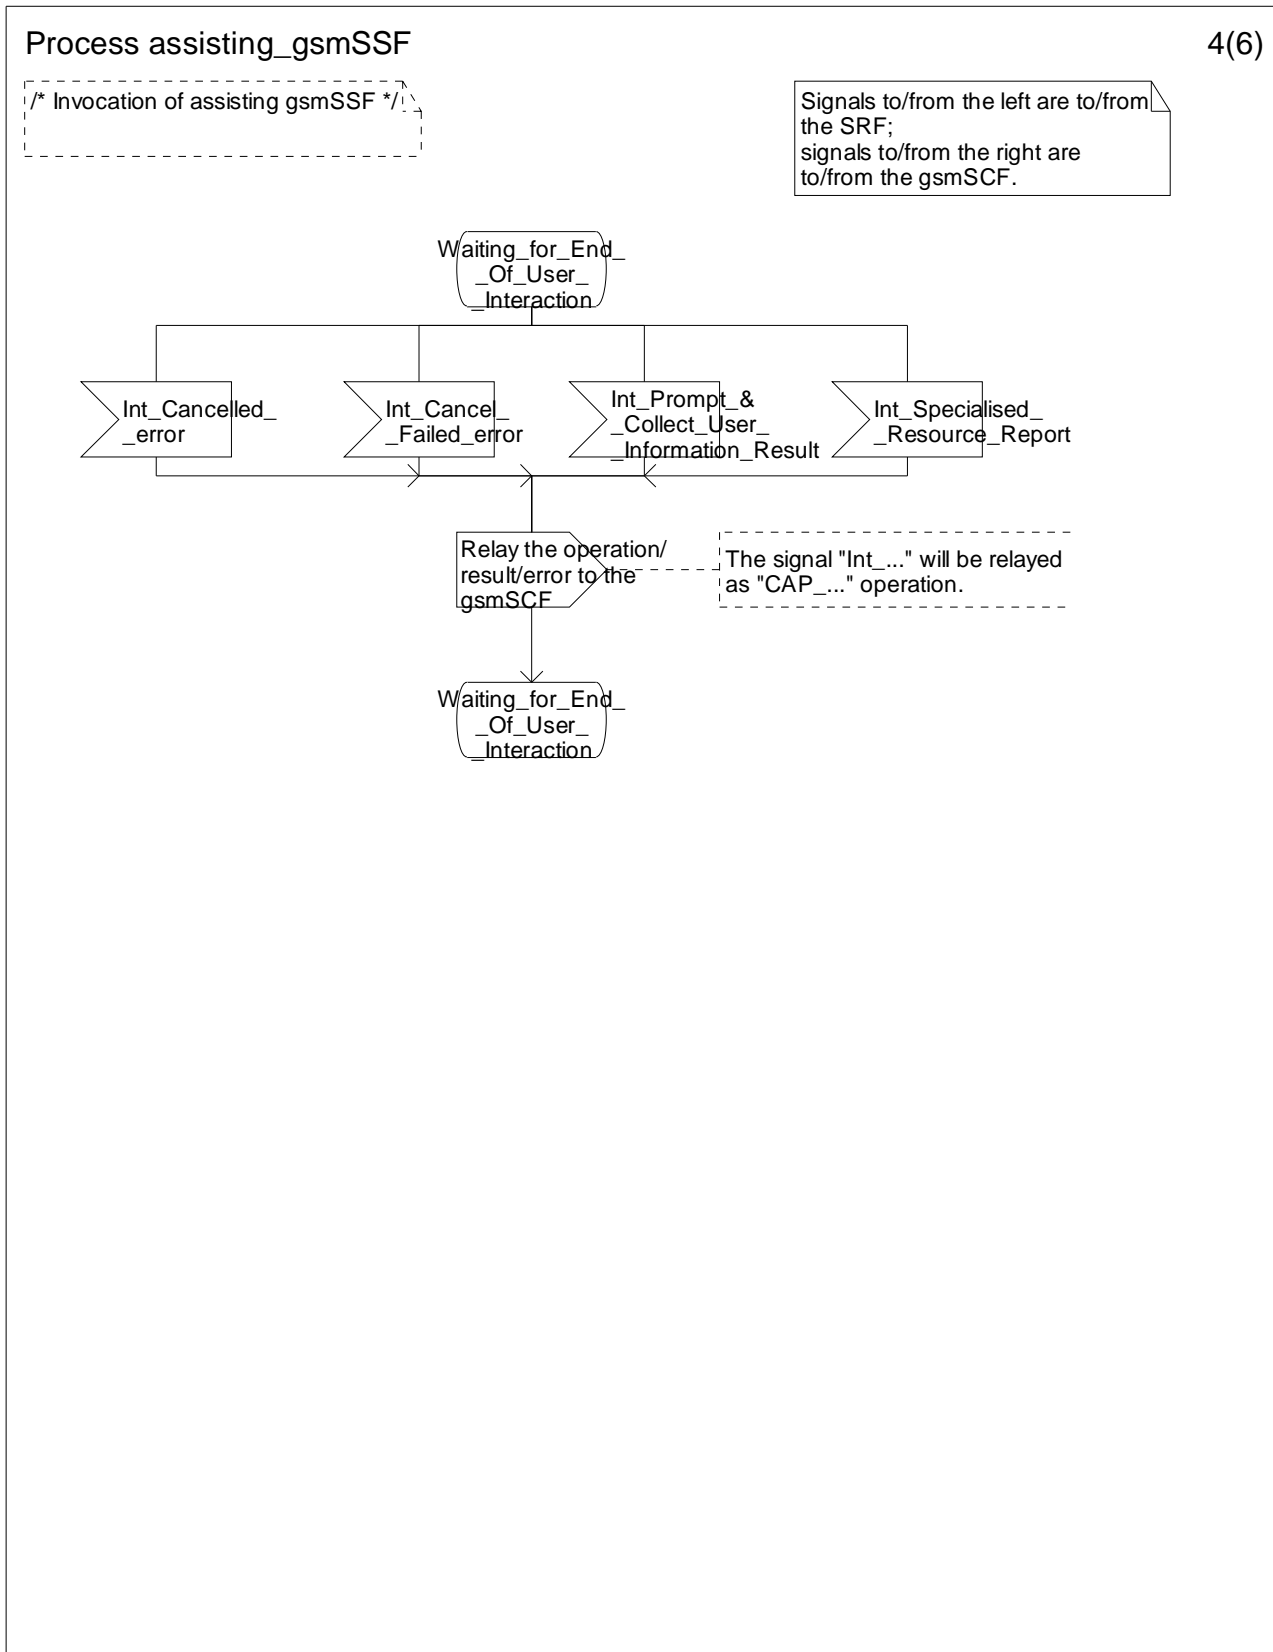 Process assisting_gsmSSF
4(6)
/* Invocation of assisting gsmSSF */
Signals to/from the left are to/from
the SRF;
signals to/from the right are
to/from the gsmSCF.
Waiting_for_End_
_Of_User_
_Interaction
Int_Cancelled_
_error
Int_Cancel_
_Failed_error
Int_Prompt_&
_Collect_User_
_Information_Result
Int_Specialised_
_Resource_Report
Relay the operation/
result/error to the
gsmSCF
The signal "Int_..." will be relayed
as "CAP_..." operation.
Waiting_for_End_
_Of_User_
_Interaction